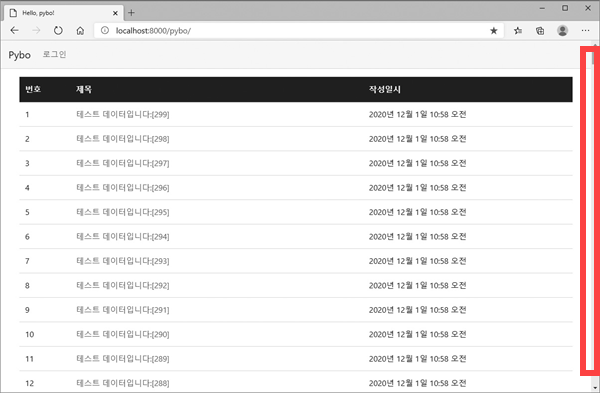 Hello, pybo!
localhost:8000/pybo/
Pybo 로그인
번호 제목 작성일시
1 테스트 데이터입니다:[299] 2020년 12월 1일 10:58 오전
2 테스트 데이터입니다:[298] 2020년 12월 1일 10:58 오전
3 테스트 데이터입니다:[297] 2020년 12월 1일 10:58 오전
4 테스트 데이터입니다:[296] 2020년 12월 1일 10:58 오전
5 테스트 데이터입니다:[295] 2020년 12월 1일 10:58 오전
6 테스트 데이터입니다:[294] 2020년 12월 1일 10:58 오전
7 테스트 데이터입니다:[293] 2020년 12월 1일 10:58 오전
8 테스트 데이터입니다:[292] 2020년 12월 1일 10:58 오전
9 테스트 데이터입니다:[291] 2020년 12월 1일 10:58 오전
10 테스트 데이터입니다:[290] 2020년 12월 1일 10:58 오전
11 테스트 데이터입니다:[289] 2020년 12월 1일 10:58 오전
12 테스트 데이터입니다:[288] 2020년 12월 1일 10:58 오전